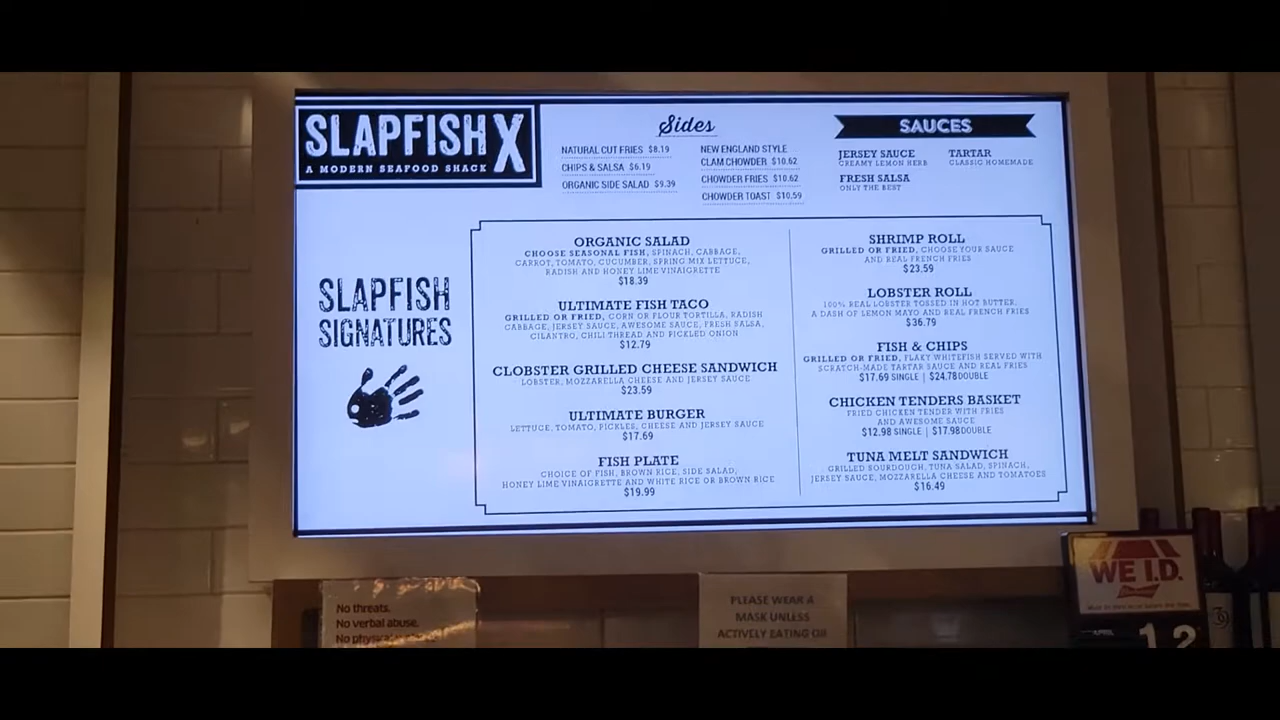 SLAPFISH X
A MODERN SEAFOOD SHACK
Sides
NATURAL CUT FRIES $8.19
CHIPS & SALSA $6.19
ORGANIC SIDE SALAD $9.39
NEW ENGLAND STYLE
CLAM CHOWDER $10.62
CHOWDER FRIES $10.62
CHOWDER TOAST $10.59
SAUCES
JERSEY SAUCE
CREAMY LEMON HERB
FRESH SALSA
ONLY THE BEST
TARTAR
CLASSIC HOMEMADE
SLAPFISH
SIGNATURES
ORGANIC SALAD
CHOOSE SEASONAL FISH, SPINACH, CABBAGE,
CARROT, TOMATO, CUCUMBER, SPRING MIX LETTUCE,
RADISH AND HONEY LIME VINAIGRETTE
$18.39
ULTIMATE FISH TACO
GRILLED OR FRIED, CORN OR FLOUR TORTILLA, RADISH
CABBAGE, JERSEY SAUCE, AWESOME SAUCE, FRESH SALSA,
CILANTRO, CHILI THREAD AND PICKLED ONION
$12.79
CLOBSTER GRILLED CHEESE SANDWICH
LOBSTER, MOZZARELLA CHEESE AND JERSEY SAUCE
$23.59
ULTIMATE BURGER
LETTUCE, TOMATO, PICKLES, CHEESE AND JERSEY SAUCE
$17.69
FISH PLATE
CHOICE OF FISH, BROWN RICE, SIDE SALAD,
HONEY LIME VINAIGRETTE AND WHITE RICE OR BROWN RICE
$19.99
SHRIMP ROLL
GRILLED OR FRIED, CHOOSE YOUR SAUCE
AND REAL FRENCH FRIES
$23.59
LOBSTER ROLL
100% REAL LOBSTER TOSSED IN HOT BUTTER,
A DASH OF LEMON MAYO AND REAL FRENCH FRIES
$36.79
FISH & CHIPS
GRILLED OR FRIED, FLAKY WHITEFISH SERVED WITH
SCRATCH-MADE TARTAR SAUCE AND REAL FRIES
$17.69 SINGLE | $24.78 DOUBLE
CHICKEN TENDERS BASKET
FRIED CHICKEN TENDER WITH FRIES
AND AWESOME SAUCE
$12.98 SINGLE | $17.98 DOUBLE
TUNA MELT SANDWICH
GRILLED SOURDOUGH, TUNA SALAD, SPINACH,
JERSEY SAUCE, MOZZARELLA CHEESE AND TOMATOES
$16.49
No threats.
No verbal abuse.
No physical
PLEASE WEAR A
MASK UNLESS
ACTIVELY EATING OR
WE I.D.
Budweiser
APRIL
12